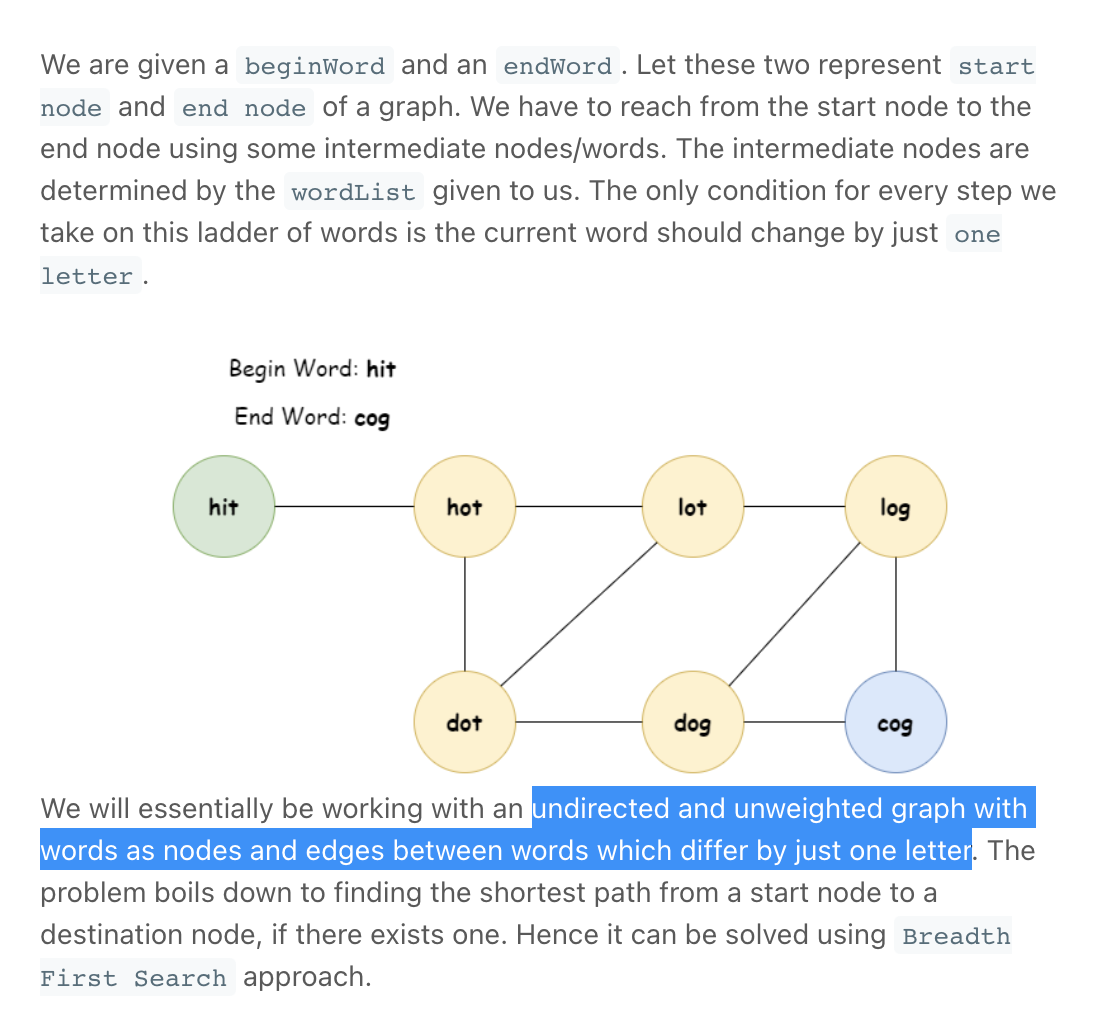 We are given a beginWord and an endWord. Let these two represent start
node and end node of a graph. We have to reach from the start node to the
end node using some intermediate nodes/words. The intermediate nodes are
determined by the wordList given to us. The only condition for every step we
take on this ladder of words is the current word should change by just one
letter.
Begin Word: hit
End Word: cog
hit hot lot log
dot dog cog
We will essentially be working with an undirected and unweighted graph with
words as nodes and edges between words which differ by just one letter. The
problem boils down to finding the shortest path from a start node to a
destination node, if there exists one. Hence it can be solved using Breadth
First Search approach.